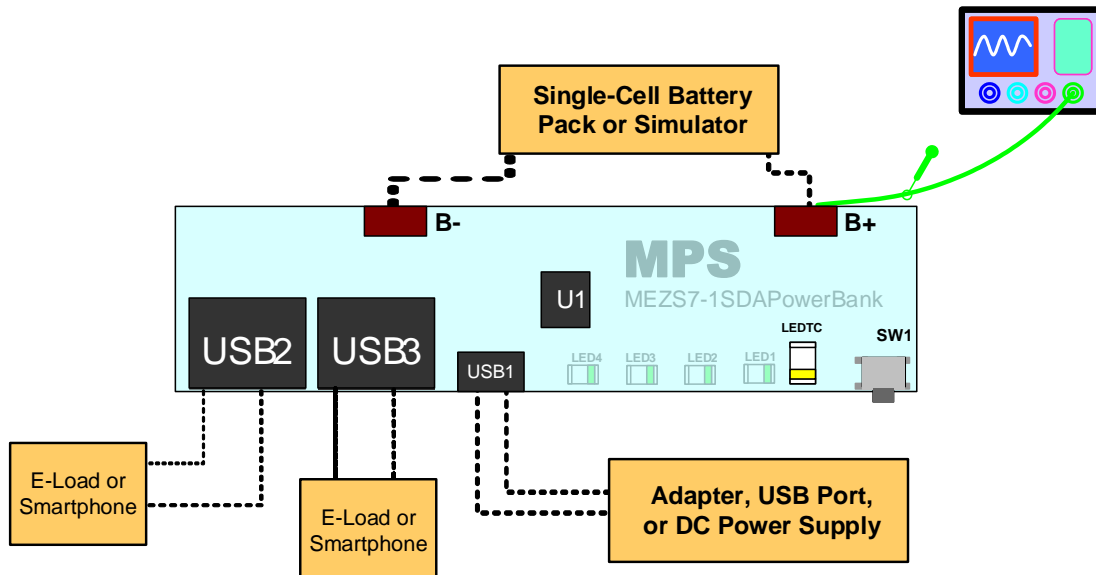 Single-Cell Battery
Pack or Simulator
B-
B+
MPS
MEZS7-1SDAPowerBank
U1
USB2
USB3
USB1
LED4
LED3
LED2
LED1
LEDTC
SW1
E-Load or
Smartphone
E-Load or
Smartphone
Adapter, USB Port,
or DC Power Supply